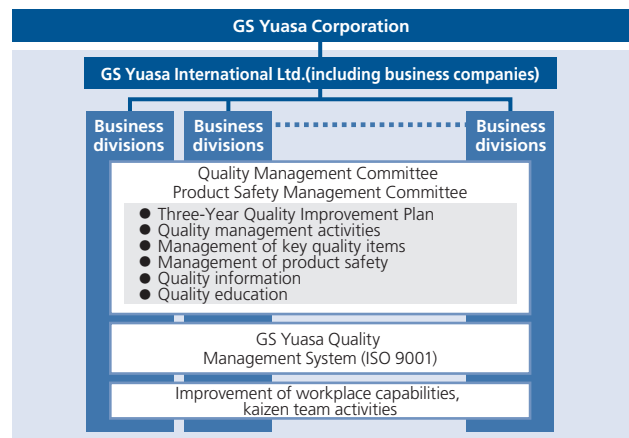 GS Yuasa Corporation
GS Yuasa International Ltd.(including business companies)
Business
divisions
Business
divisions
Business
divisions
Quality Management Committee
Product Safety Management Committee
● Three-Year Quality Improvement Plan
● Quality management activities
● Management of key quality items
● Management of product safety
● Quality information
● Quality education
GS Yuasa Quality
Management System (ISO 9001)
Improvement of workplace capabilities,
kaizen team activities